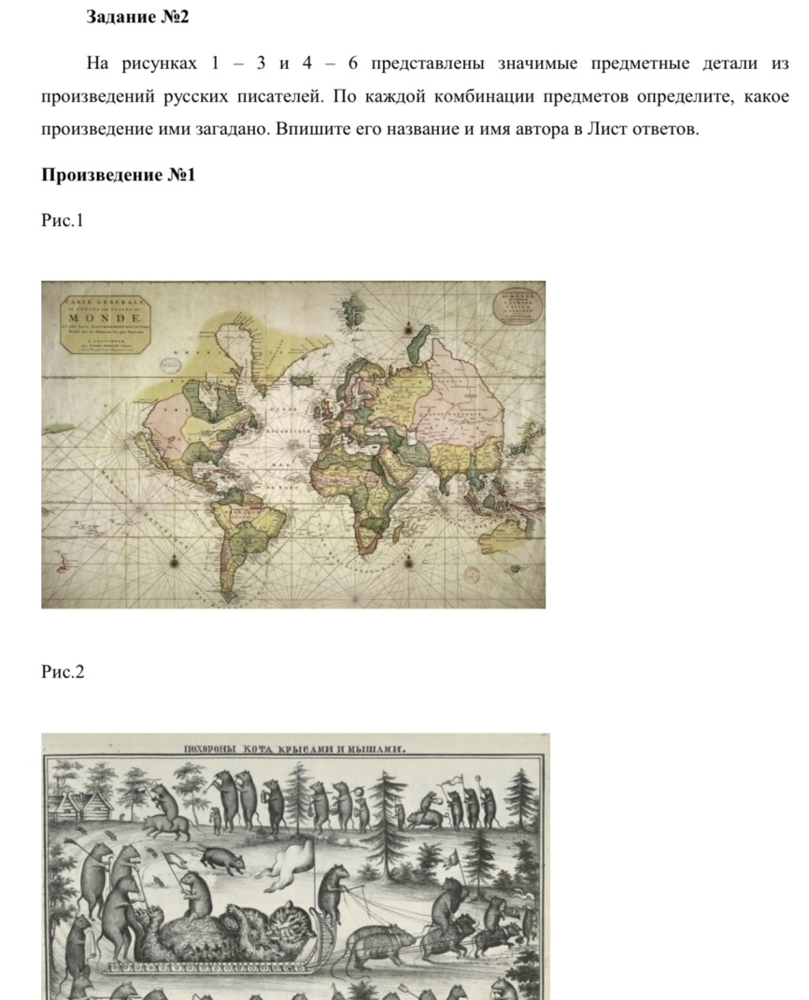 Задание №2
На рисунках 1 – 3 и 4 – 6 представлены значимые предметные детали из
произведений русских писателей. По каждой комбинации предметов определите, какое
произведение ими загадано. Впишите его название и имя автора в Лист ответов.
Произведение №1
Рис.1
CARTE GENERALE
MONDE
Рис.2
ПОХОРОНЫ КОТА КРЫСАМИ И МЫШАМИ.